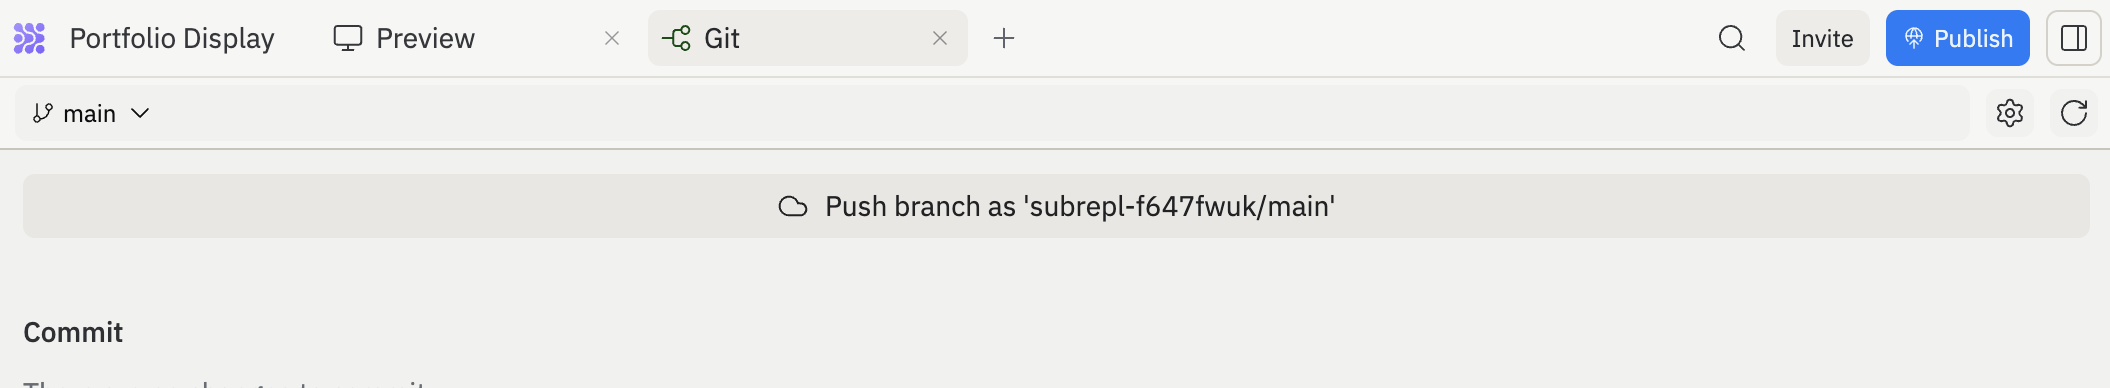 Portfolio Display
Preview
Git
Invite
Publish
main
Push branch as 'subrepl-f647fwuk/main'
Commit